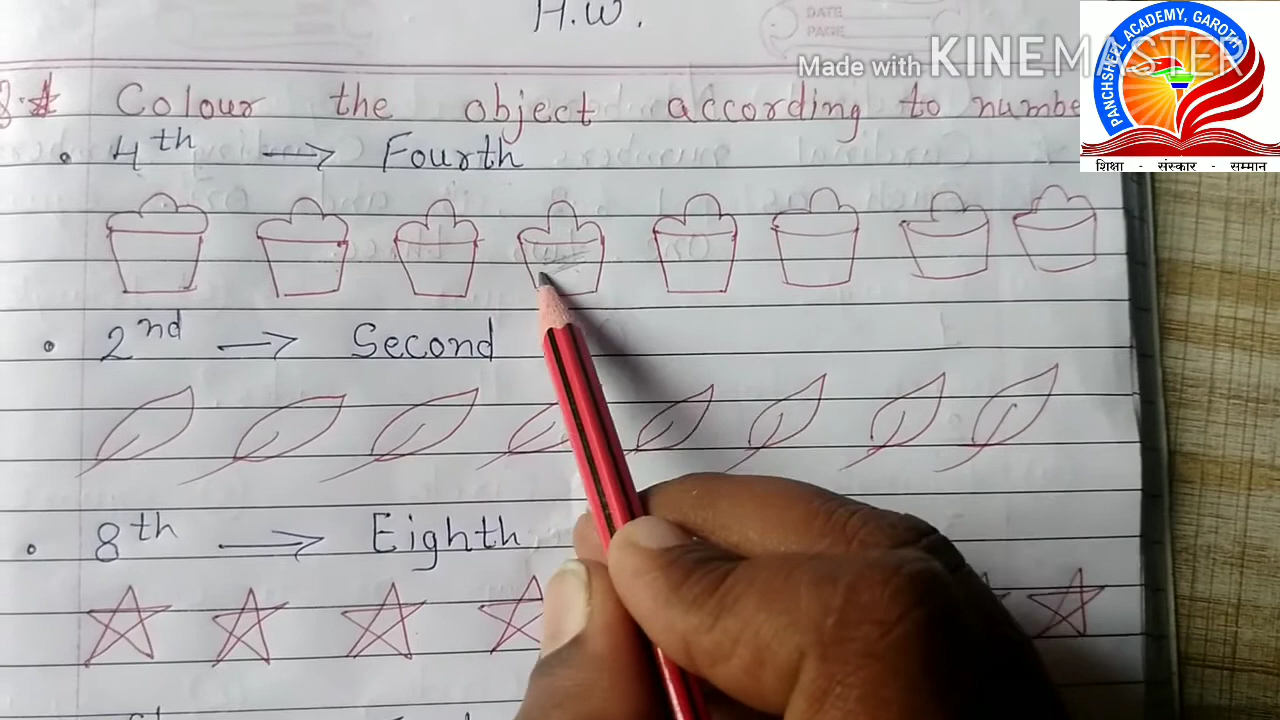 H.W.
DATE
PAGE
Made with KINEMASTER
PANCHSHEEL ACADEMY, GAROTH
शिक्षा - संस्कार - सम्मान
Colour the object according to numbe
• 4th → Fourth
• 2nd → Second
• 8th → Eighth